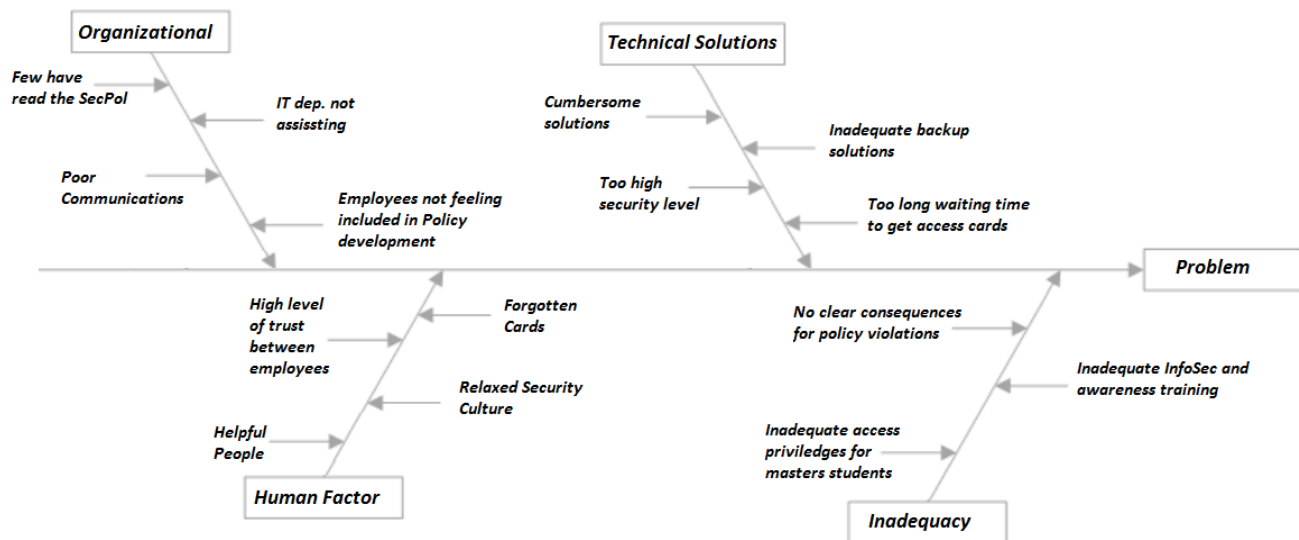 Organizational
Few have
read the SecPol
IT dep. not
assissting
Poor
Communications
Employees not feeling
included in Policy
development
Technical Solutions
Cumbersome
solutions
Inadequate backup
solutions
Too high
security level
Too long waiting time
to get access cards
Problem
High level
of trust
between
employees
Forgotten
Cards
Relaxed Security
Culture
Helpful
People
Human Factor
No clear consequences
for policy violations
Inadequate InfoSec and
awareness training
Inadequate access
priviledges for
masters students
Inadequacy